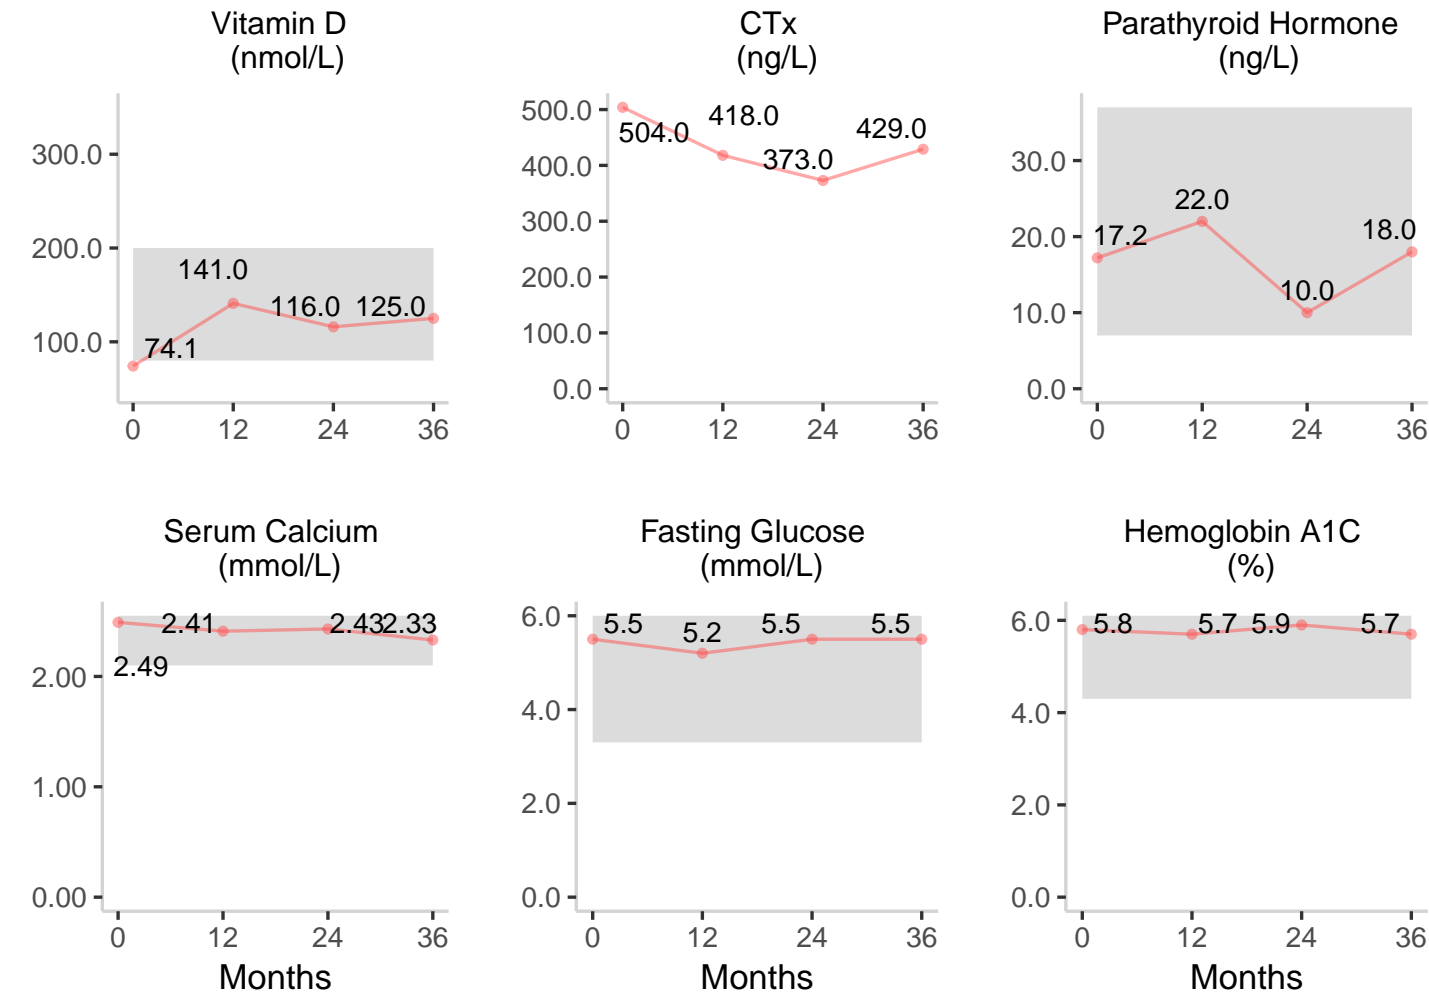 Vitamin D
(nmol/L)
300.0
200.0
100.0
141.0
116.0
125.0
74.1
0 12 24 36
CTx
(ng/L)
500.0
400.0
300.0
200.0
100.0
0.0
504.0
418.0
373.0
429.0
0 12 24 36
Parathyroid Hormone
(ng/L)
30.0
20.0
10.0
0.0
17.2
22.0
10.0
18.0
0 12 24 36
Serum Calcium
(mmol/L)
2.00
1.00
0.00
2.49
2.41
2.43
2.33
0 12 24 36
Months
Fasting Glucose
(mmol/L)
6.0
4.0
2.0
0.0
5.5
5.2
5.5
5.5
0 12 24 36
Months
Hemoglobin A1C
(%)
6.0
4.0
2.0
0.0
5.8
5.7
5.9
5.7
0 12 24 36
Months